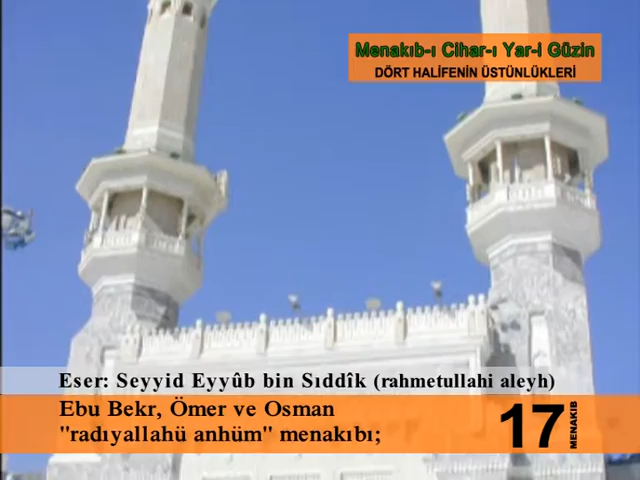 Menakıb-ı Cihar-ı Yar-i Güzin
DÖRT HALİFENİN ÜSTÜNLÜKLERİ
Eser: Seyyid Eyyûb bin Sıddîk (rahmetullahi aleyh)
Ebu Bekr, Ömer ve Osman
"radıyallahü anhüm" menakıbı;
17
MENAKIB